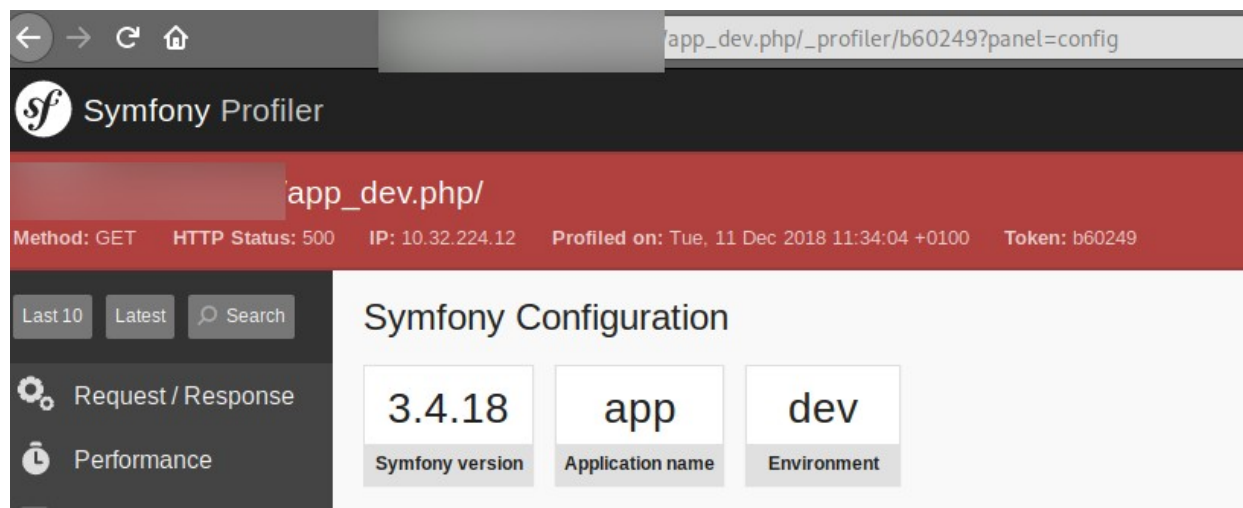 /app_dev.php/_profiler/b60249?panel=config
sf Symfony Profiler
/app_dev.php/
Method: GET HTTP Status: 500 IP: 10.32.224.12 Profiled on: Tue, 11 Dec 2018 11:34:04 +0100 Token: b60249
Last 10 Latest Search
Symfony Configuration
Request / Response
Performance
3.4.18 app dev
Symfony version Application name Environment